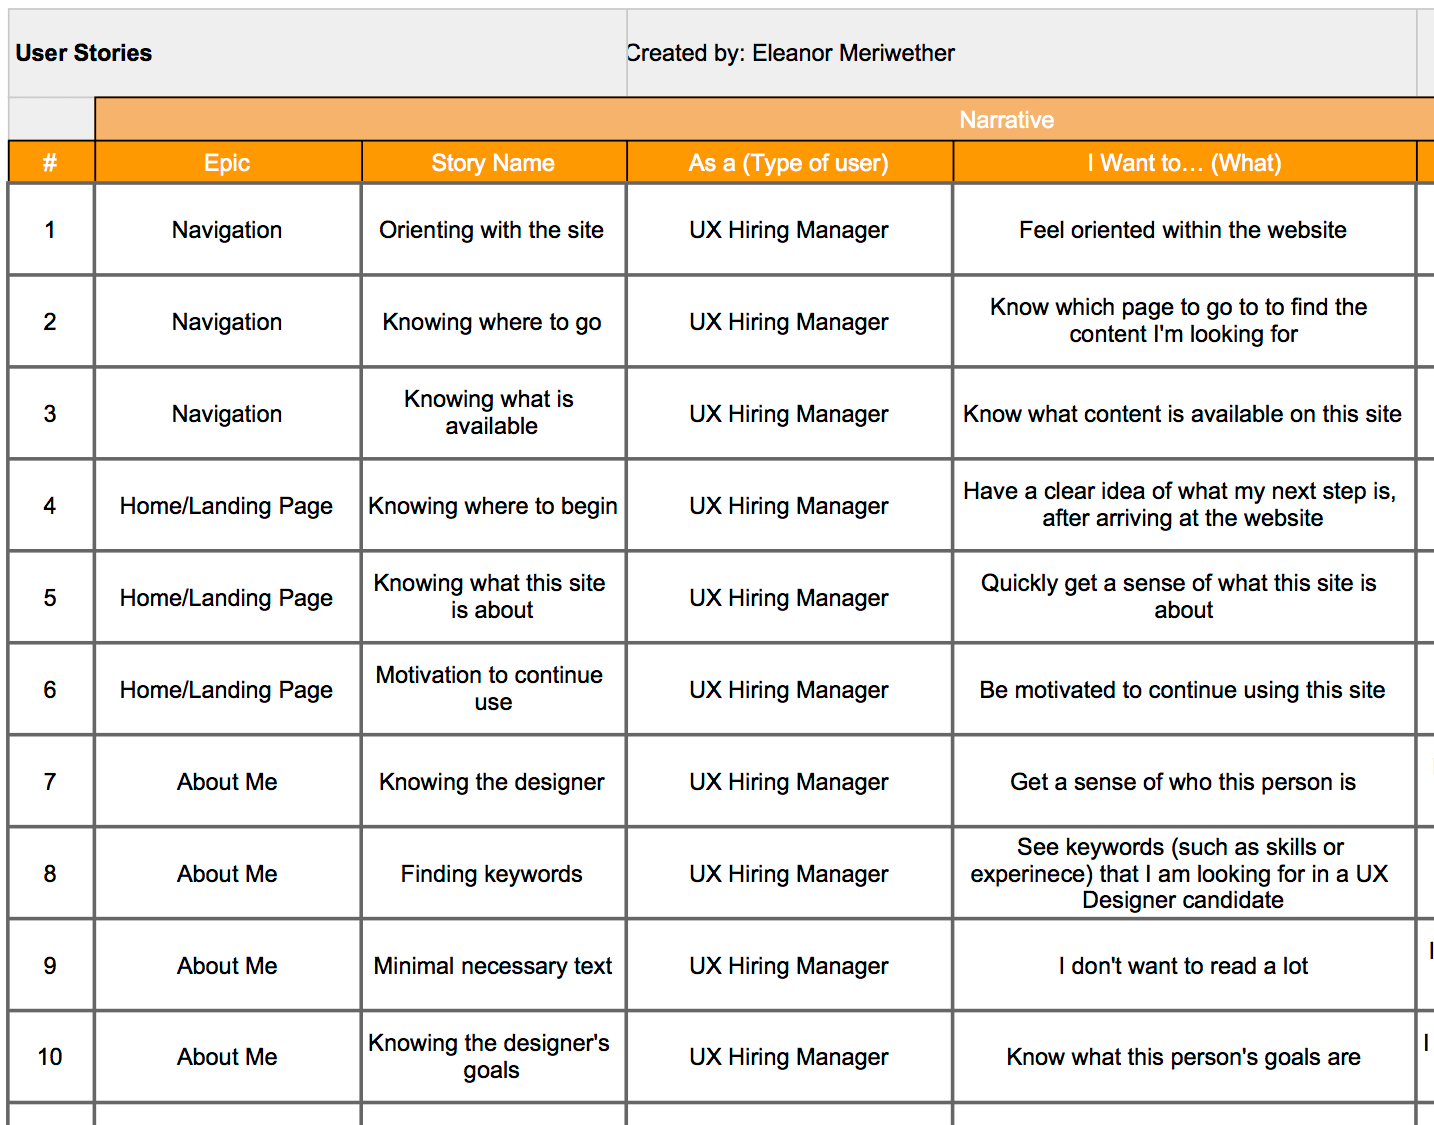 User Stories
Created by: Eleanor Meriwether
Narrative
# Epic Story Name As a (Type of user) I Want to... (What)
1 Navigation Orienting with the site UX Hiring Manager Feel oriented within the website
2 Navigation Knowing where to go UX Hiring Manager Know which page to go to to find the
content I'm looking for
3 Navigation Knowing what is
available UX Hiring Manager Know what content is available on this site
4 Home/Landing Page Knowing where to begin UX Hiring Manager Have a clear idea of what my next step is,
after arriving at the website
5 Home/Landing Page Knowing what this site
is about UX Hiring Manager Quickly get a sense of what this site is
about
6 Home/Landing Page Motivation to continue
use UX Hiring Manager Be motivated to continue using this site
7 About Me Knowing the designer UX Hiring Manager Get a sense of who this person is
8 About Me Finding keywords UX Hiring Manager See keywords (such as skills or
experinece) that I am looking for in a UX
Designer candidate
9 About Me Minimal necessary text UX Hiring Manager I don't want to read a lot
10 About Me Knowing the designer's
goals UX Hiring Manager Know what this person's goals are